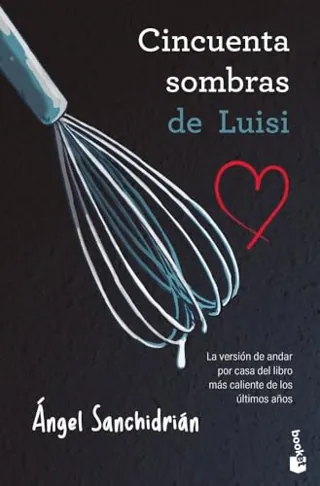 Cincuenta
sombras
de Luisi
La versión de andar
por casa del libro
más caliente de los
últimos años
Ángel Sanchidrián
booket